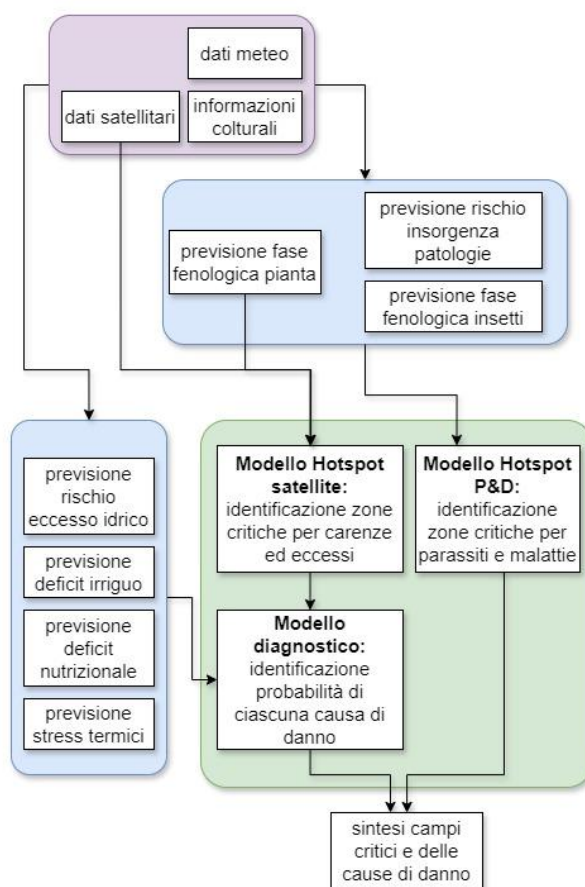 dati meteo
dati satellitari
informazioni
colturali
previsione rischio
insorgenza
patologie
previsione fase
fenologica pianta
previsione fase
fenologica insetti
previsione
rischio
eccesso idrico
previsione
deficit irriguo
previsione
deficit
nutrizionale
previsione
stress termici
Modello Hotspot
satellite:
identificazione zone
critiche per carenze
ed eccessi
Modello Hotspot
P&D:
identificazione
zone critiche per
parassiti e malattie
Modello
diagnostico:
identificazione
probabilità di
ciascuna causa di
danno
sintesi campi
critici e delle
cause di danno